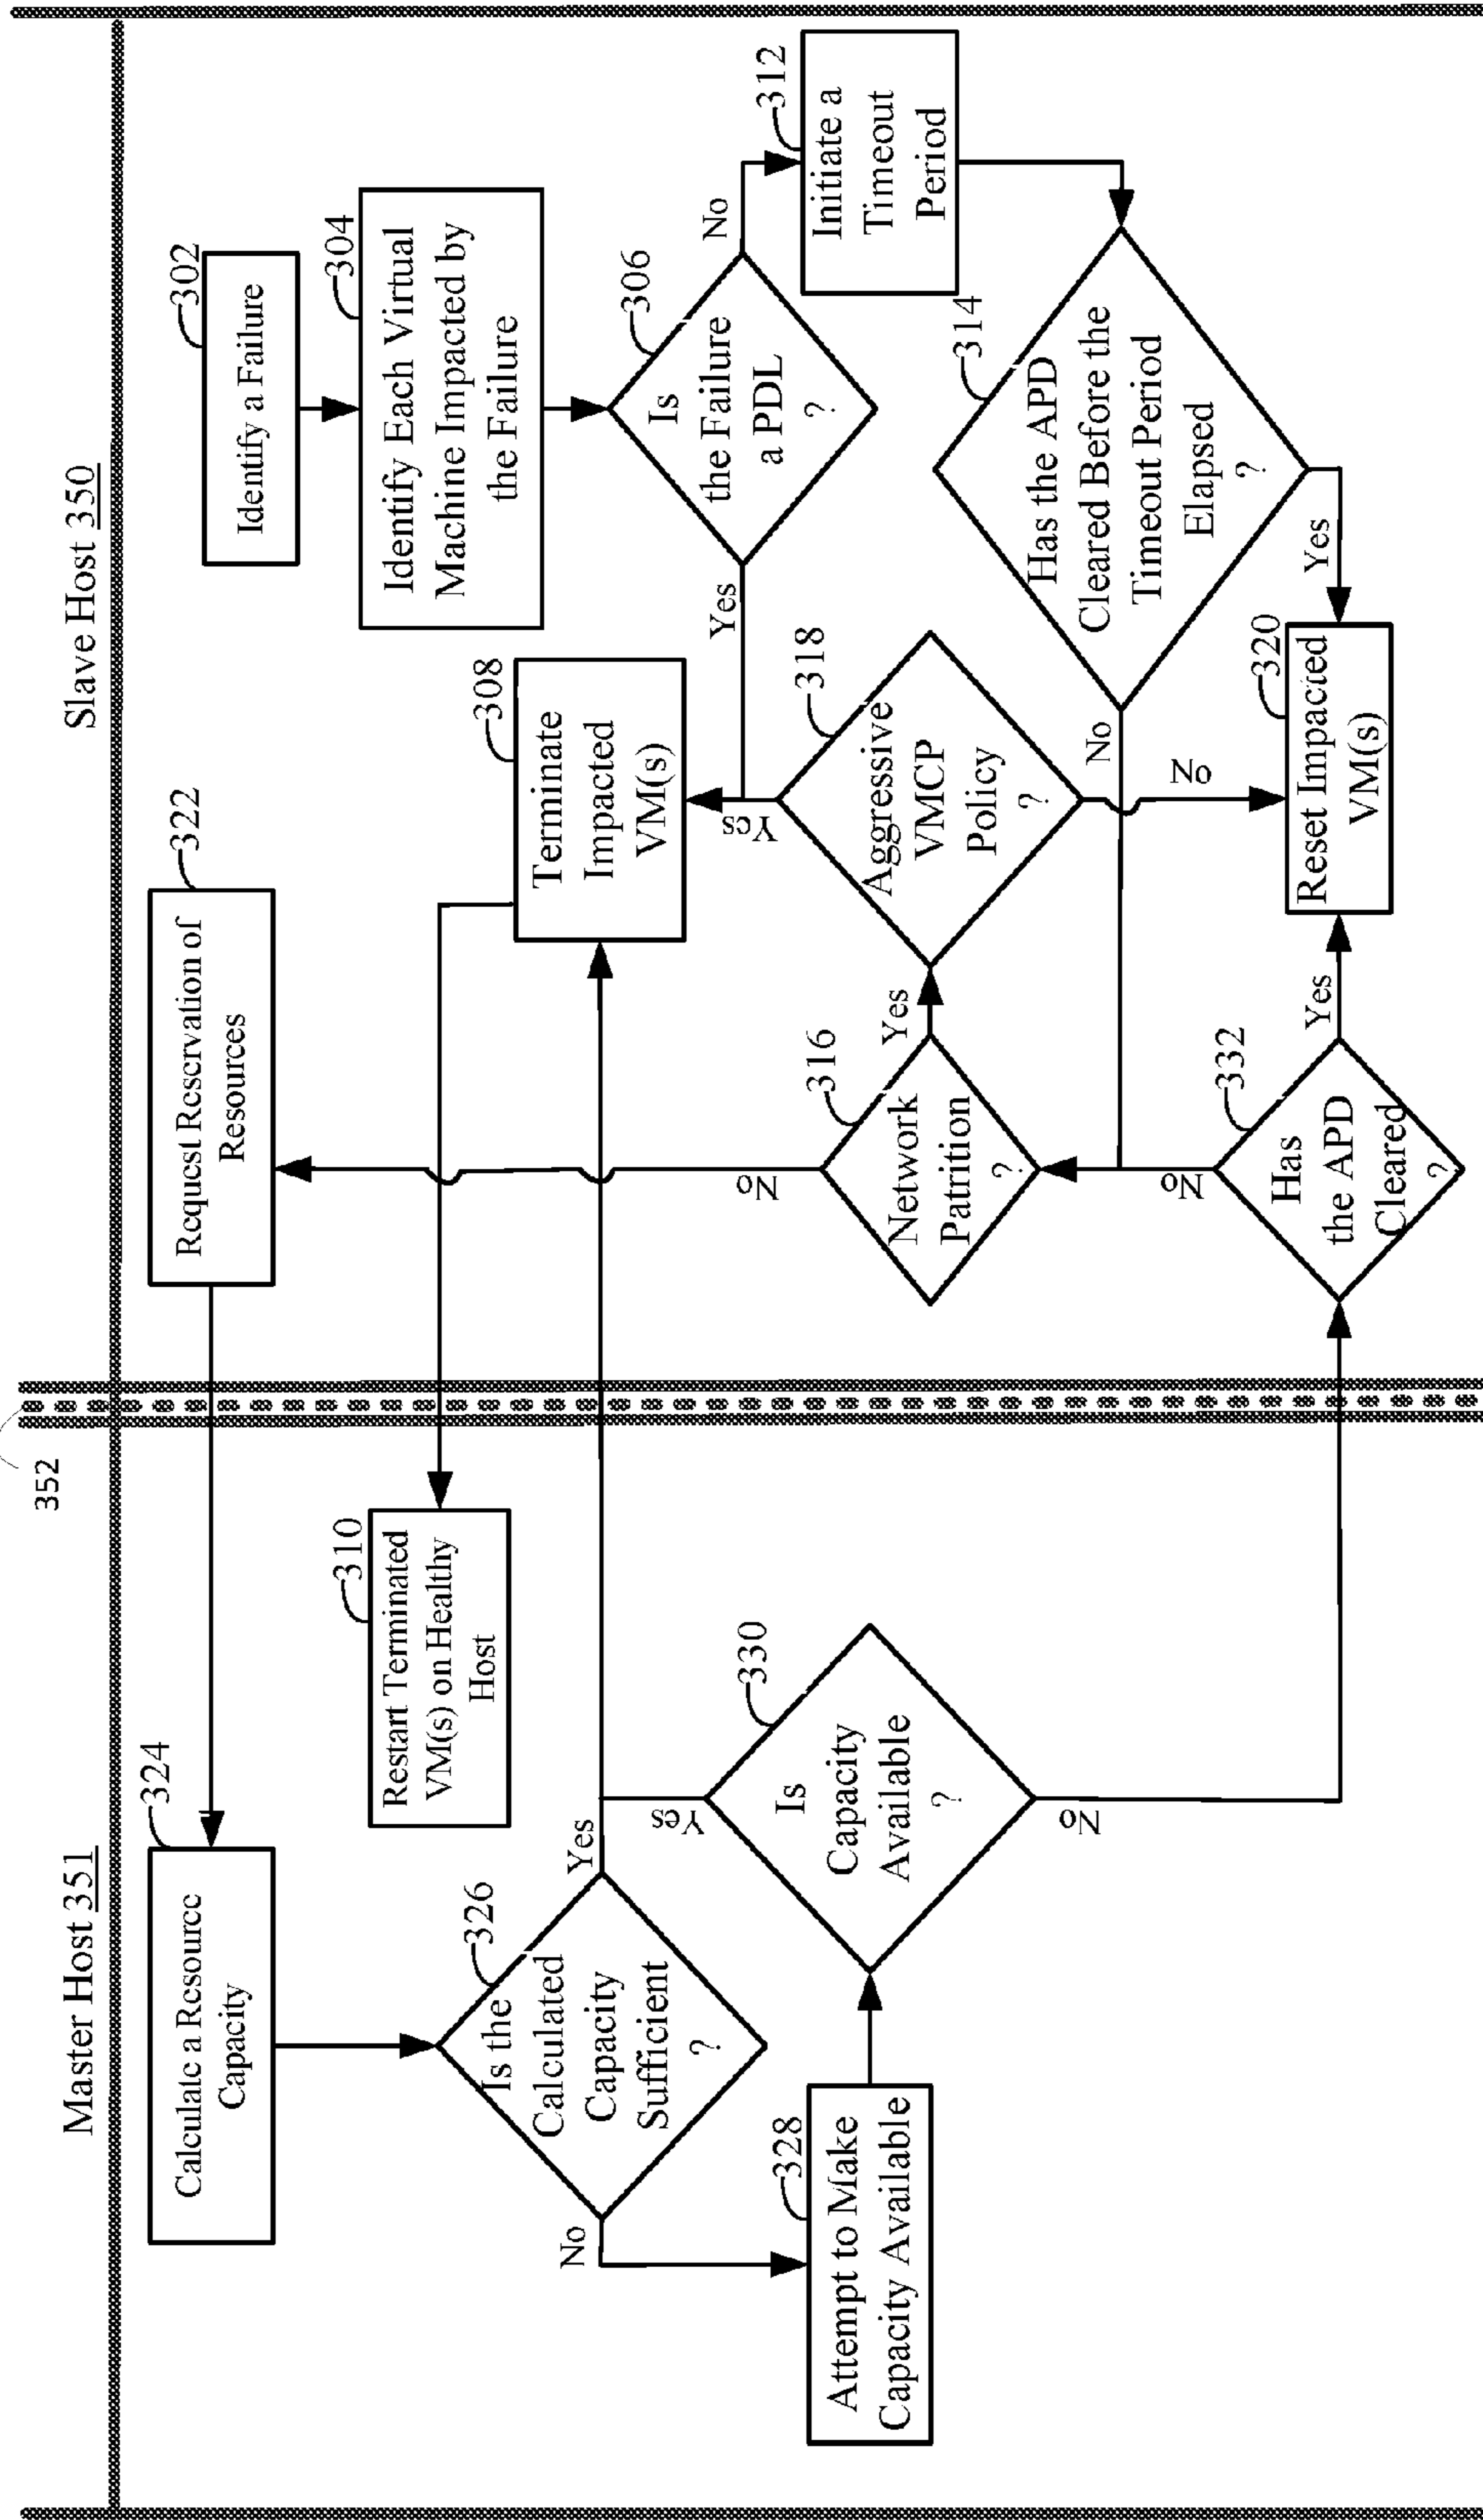 Master Host 351
352
Slave Host 350
324
Calculate a Resource
Capacity
326
Is the
Calculated
Capacity
Sufficient
?
Yes
No
328
Attempt to Make
Capacity Available
330
Is
Capacity
Available
?
Yes
No
310
Restart Terminated
VM(s) on Healthy
Host
322
Request Reservation of
Resources
302
Identify a Failure
304
Identify Each Virtual
Machine Impacted by
the Failure
306
Is
the Failure
a PDL
?
Yes
No
308
Terminate
Impacted
VM(s)
312
Initiate a
Timeout
Period
314
Has the APD
Cleared Before the
Timeout Period
Elapsed
?
No
Yes
316
Network
Patrition
?
No
Yes
318
Aggressive
VMCP
Policy
?
Yes
No
332
Has
the APD
Cleared
?
No
Yes
320
Reset Impacted
VM(s)